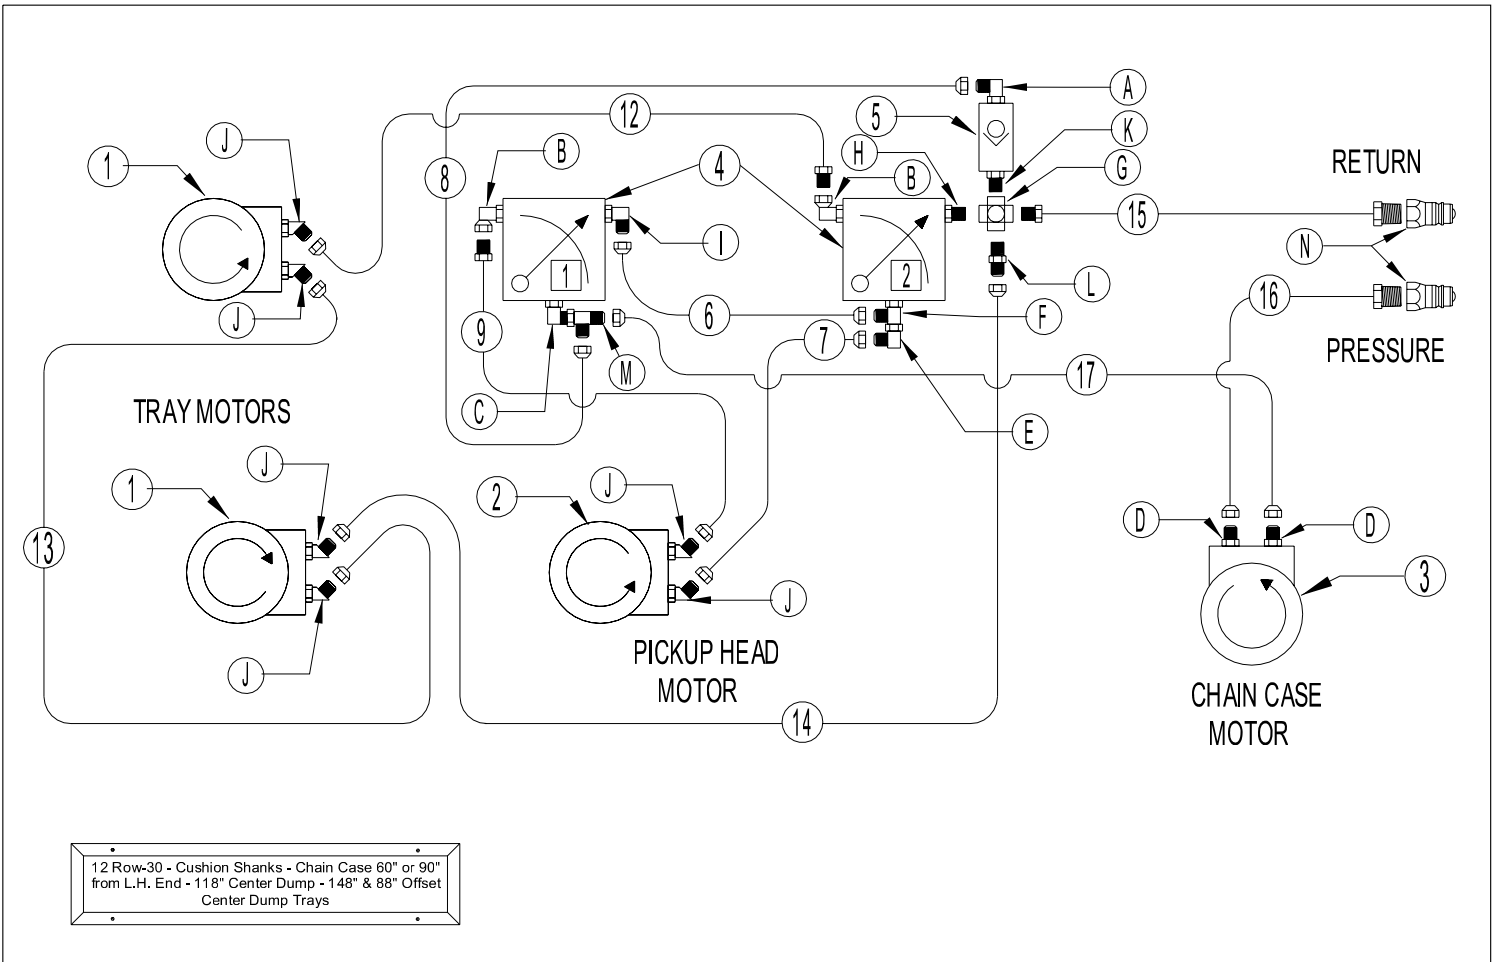 A
12
5
K
J
B
H
RETURN
1
8
4
B
G
15
I
N
1
2
L
16
J
9
6
F
7
PRESSURE
M
17
C
TRAY MOTORS
E
J
J
1
2
D
D
13
3
J
PICKUP HEAD
MOTOR
J
CHAIN CASE
MOTOR
14
12 Row-30 - Cushion Shanks - Chain Case 60" or 90"
from L.H. End - 118" Center Dump - 148" & 88" Offset
Center Dump Trays